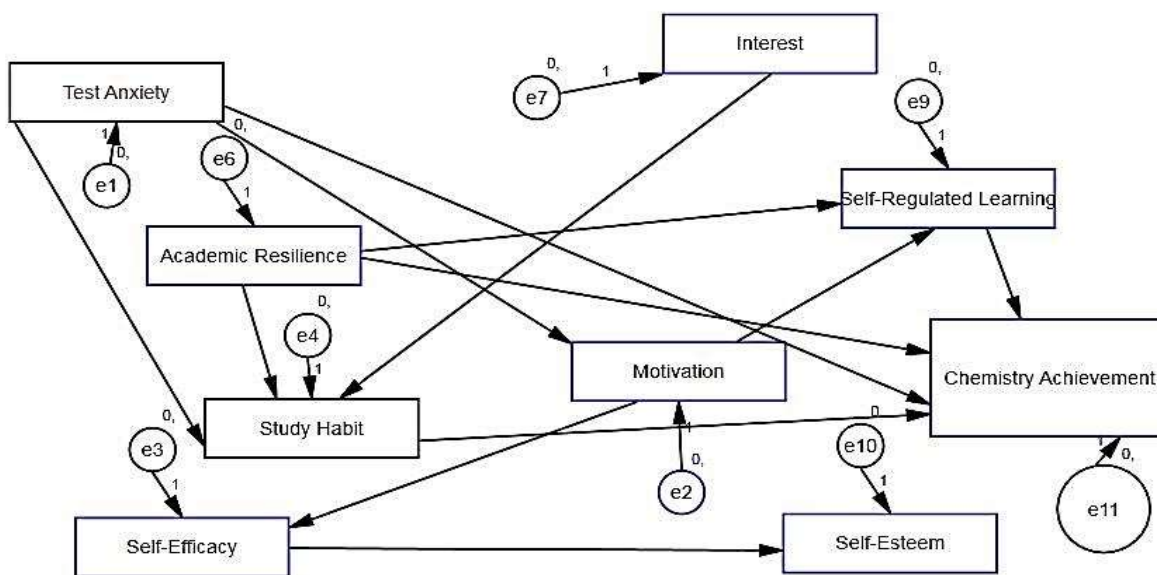 Interest
0,
1
e7
Test Anxiety
1
0,
e1
0,
e6
1
0,
e9
1
Self-Regulated Learning
Academic Resilience
0,
e4
1
Motivation
Chemistry Achievement
Study Habit
0,
e3
1
1
0,
e2
0,
e10
1
1
0,
e11
Self-Efficacy
Self-Esteem